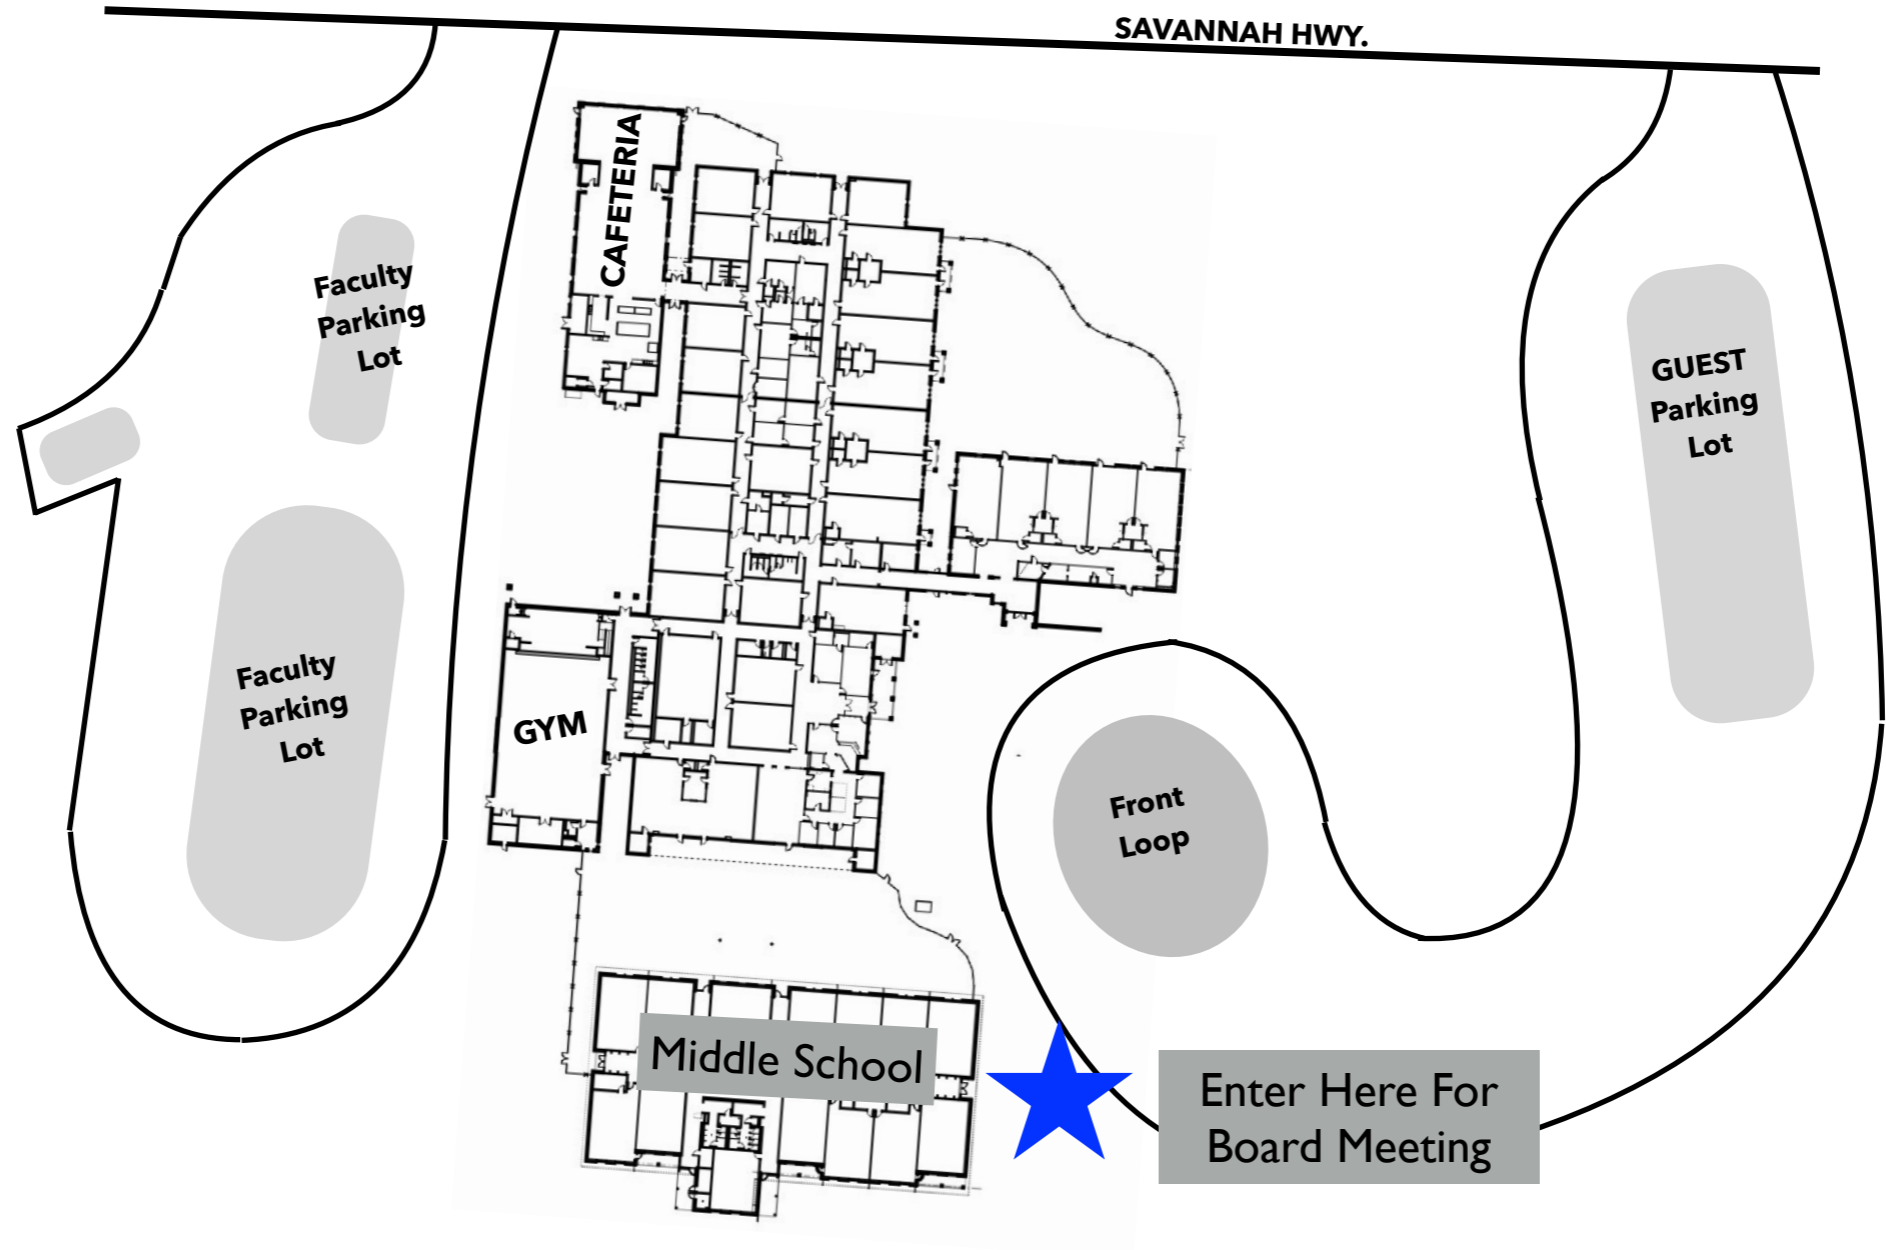 SAVANNAH HWY.
CAFETERIA
Faculty
Parking
Lot
GUEST
Parking
Lot
Faculty
Parking
Lot
GYM
Front
Loop
Middle School
Enter Here For
Board Meeting